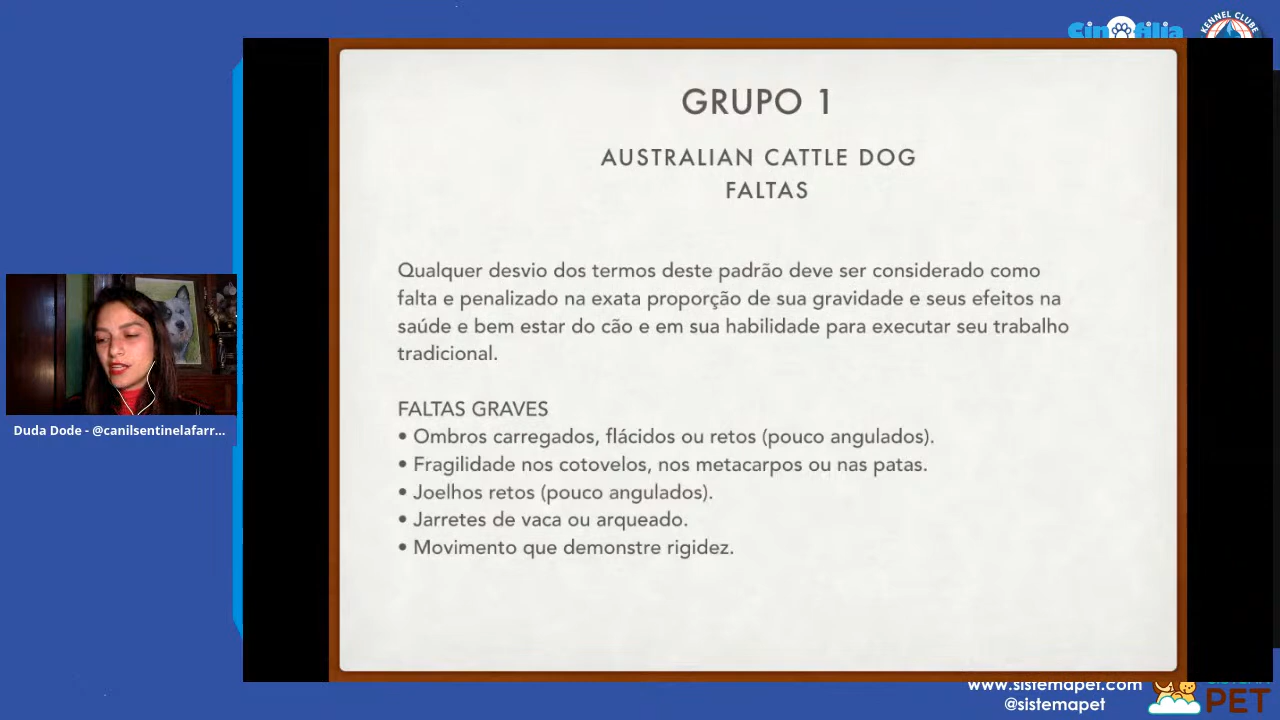 Cinofilia
KENNEL CLUBE
GRUPO 1
AUSTRALIAN CATTLE DOG
FALTAS
Qualquer desvio dos termos deste padrão deve ser considerado como
falta e penalizado na exata proporção de sua gravidade e seus efeitos na
saúde e bem estar do cão e em sua habilidade para executar seu trabalho
tradicional.
FALTAS GRAVES
• Ombros carregados, flácidos ou retos (pouco angulados).
• Fragilidade nos cotovelos, nos metacarpos ou nas patas.
• Joelhos retos (pouco angulados).
• Jarretes de vaca ou arqueado.
• Movimento que demonstre rigidez.
Duda Dode - @canilsentinelafarr...
www.sistemapet.com
@sistemapet
PET